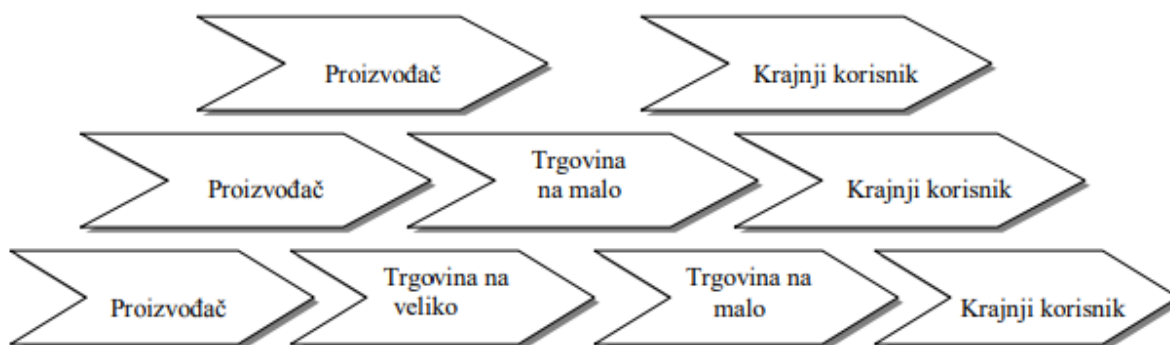 Proizvođač
Krajnji korisnik
Proizvođač
Trgovina
na malo
Krajnji korisnik
Proizvođač
Trgovina na
veliko
Trgovina na
malo
Krajnji korisnik